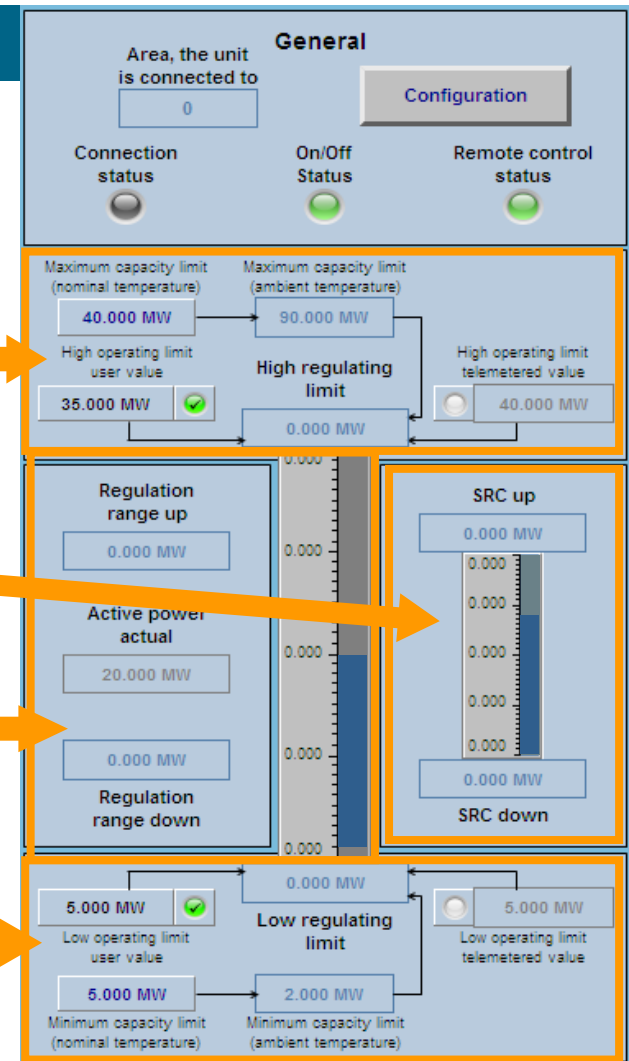 General
Area, the unit
is connected to
0
Configuration
Connection
status
On/Off
Status
Remote control
status
Maximum capacity limit
(nominal temperature)
Maximum capacity limit
(ambient temperature)
40.000 MW
90.000 MW
High operating limit
user value
High regulating
limit
High operating limit
telemetered value
35.000 MW
40.000 MW
0.000 MW
0.000
Regulation
range up
SRC up
0.000 MW
0.000 MW
0.000
0.000
Active power
actual
0.000
20.000 MW
0.000
0.000
0.000
0.000
0.000 MW
0.000
Regulation
range down
0.000 MW
SRC down
0.000
0.000 MW
5.000 MW
5.000 MW
Low operating limit
user value
Low regulating
limit
Low operating limit
telemetered value
5.000 MW
2.000 MW
Minimum capacity limit
(nominal temperature)
Minimum capacity limit
(ambient temperature)